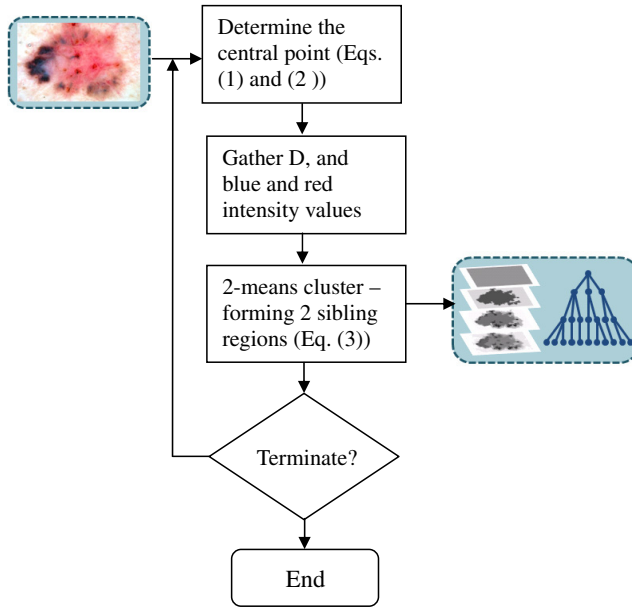 Determine the
central point (Eqs.
(1) and (2 ))
Gather D, and
blue and red
intensity values
2-means cluster –
forming 2 sibling
regions (Eq. (3))
Terminate?
End